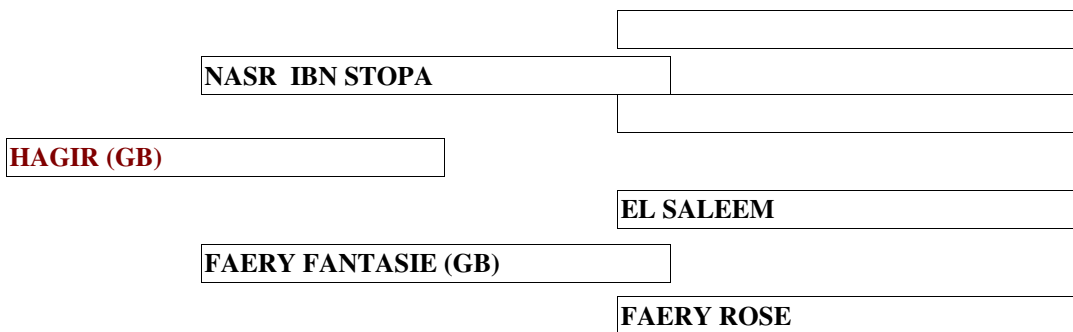 NASR IBN STOPA
HAGIR (GB)
EL SALEEM
FAERY FANTASIE (GB)
FAERY ROSE